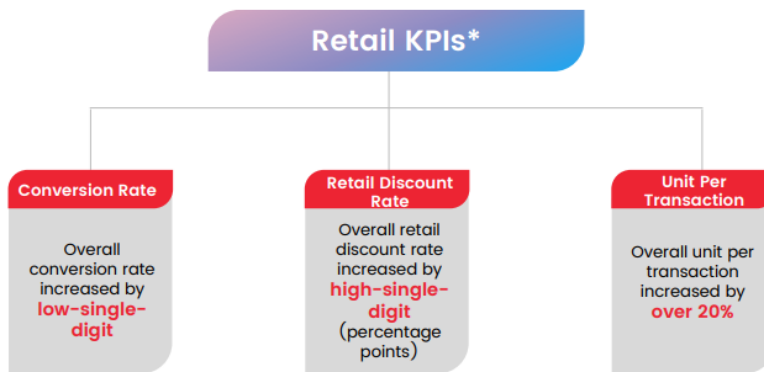 Retail KPIs*
Conversion Rate
Overall
conversion rate
increased by
low-single-
digit
Retail Discount
Rate
Overall retail
discount rate
increased by
high-single-
digit
(percentage
points)
Unit Per
Transaction
Overall unit per
transaction
increased by
over 20%